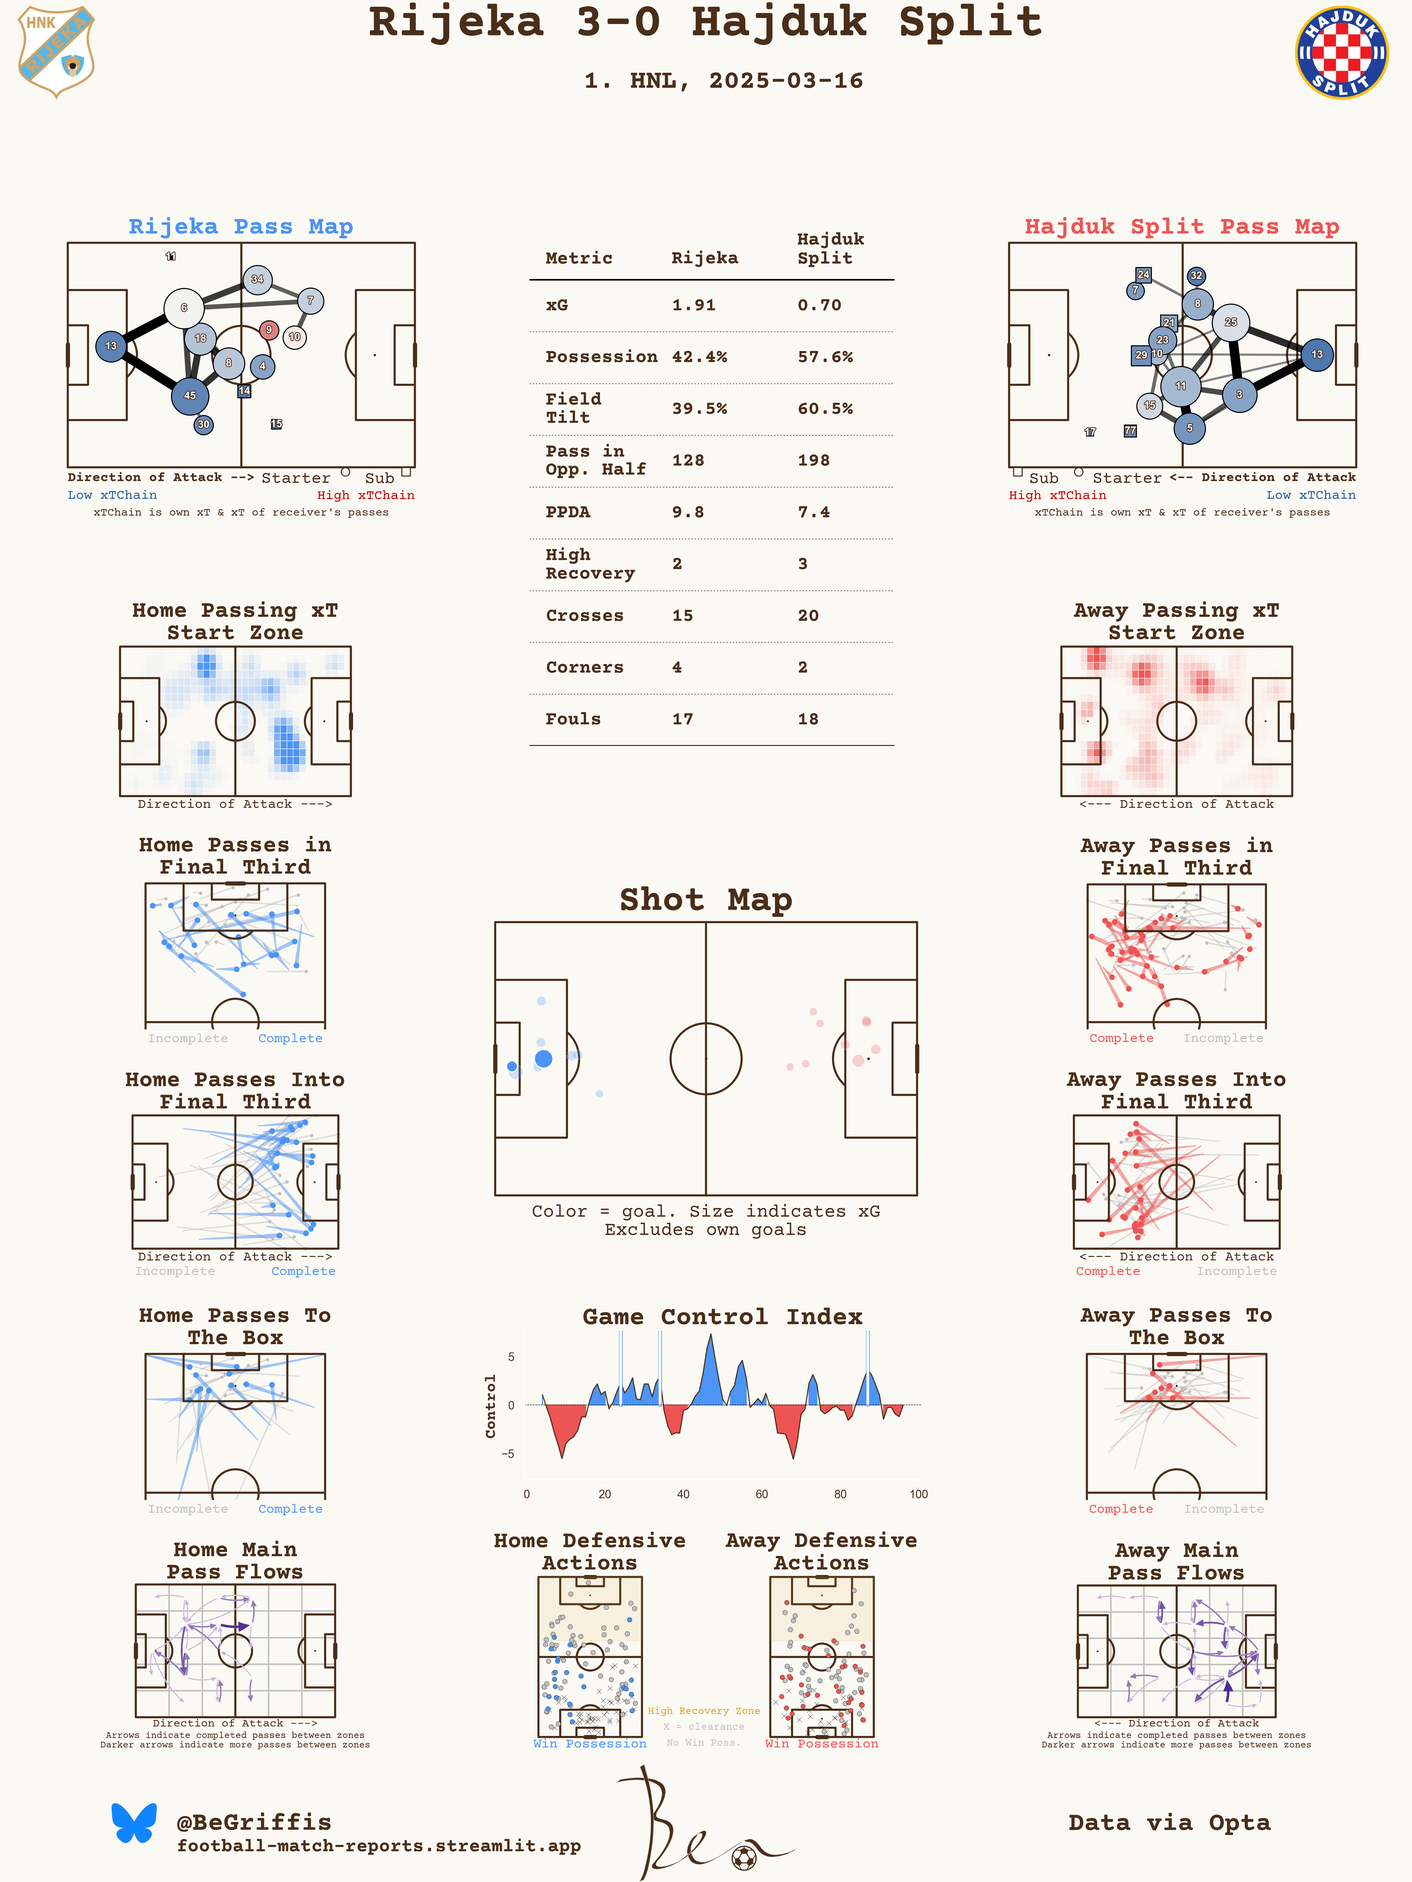 Rijeka 3-0 Hajduk Split
1. HNL, 2025-03-16
HNK
RIJEKA
HAJDUK
SPLIT
Rijeka Pass Map
11
34
7
6
9
10
18
13
8
4
45
14
30
15
Direction of Attack --> Starter Sub
Low xTChain High xTChain
xTChain is own xT & xT of receiver's passes
Metric Rijeka Hajduk Split
xG 1.91 0.70
Possession 42.4% 57.6%
Field Tilt 39.5% 60.5%
Pass in Opp. Half 128 198
PPDA 9.8 7.4
High Recovery 2 3
Crosses 15 20
Corners 4 2
Fouls 17 18
Hajduk Split Pass Map
24
32
7
8
21
25
23
29
10
13
11
3
15
5
17
77
Sub Starter <-- Direction of Attack
High xTChain Low xTChain
xTChain is own xT & xT of receiver's passes
Home Passing xT
Start Zone
Direction of Attack --->
Away Passing xT
Start Zone
<--- Direction of Attack
Home Passes in
Final Third
Incomplete Complete
Away Passes in
Final Third
Complete Incomplete
Shot Map
Color = goal. Size indicates xG
Excludes own goals
Home Passes Into
Final Third
Direction of Attack --->
Incomplete Complete
Away Passes Into
Final Third
<--- Direction of Attack
Complete Incomplete
Home Passes To
The Box
Incomplete Complete
Game Control Index
Control
5
0
−5
0 20 40 60 80 100
Away Passes To
The Box
Complete Incomplete
Home Main
Pass Flows
Direction of Attack --->
Arrows indicate completed passes between zones
Darker arrows indicate more passes between zones
Home Defensive
Actions
Win Possession
High Recovery Zone
X = clearance
No Win Poss.
Away Defensive
Actions
Win Possession
Away Main
Pass Flows
<--- Direction of Attack
Arrows indicate completed passes between zones
Darker arrows indicate more passes between zones
@BeGriffis
football-match-reports.streamlit.app
Ben
Data via Opta